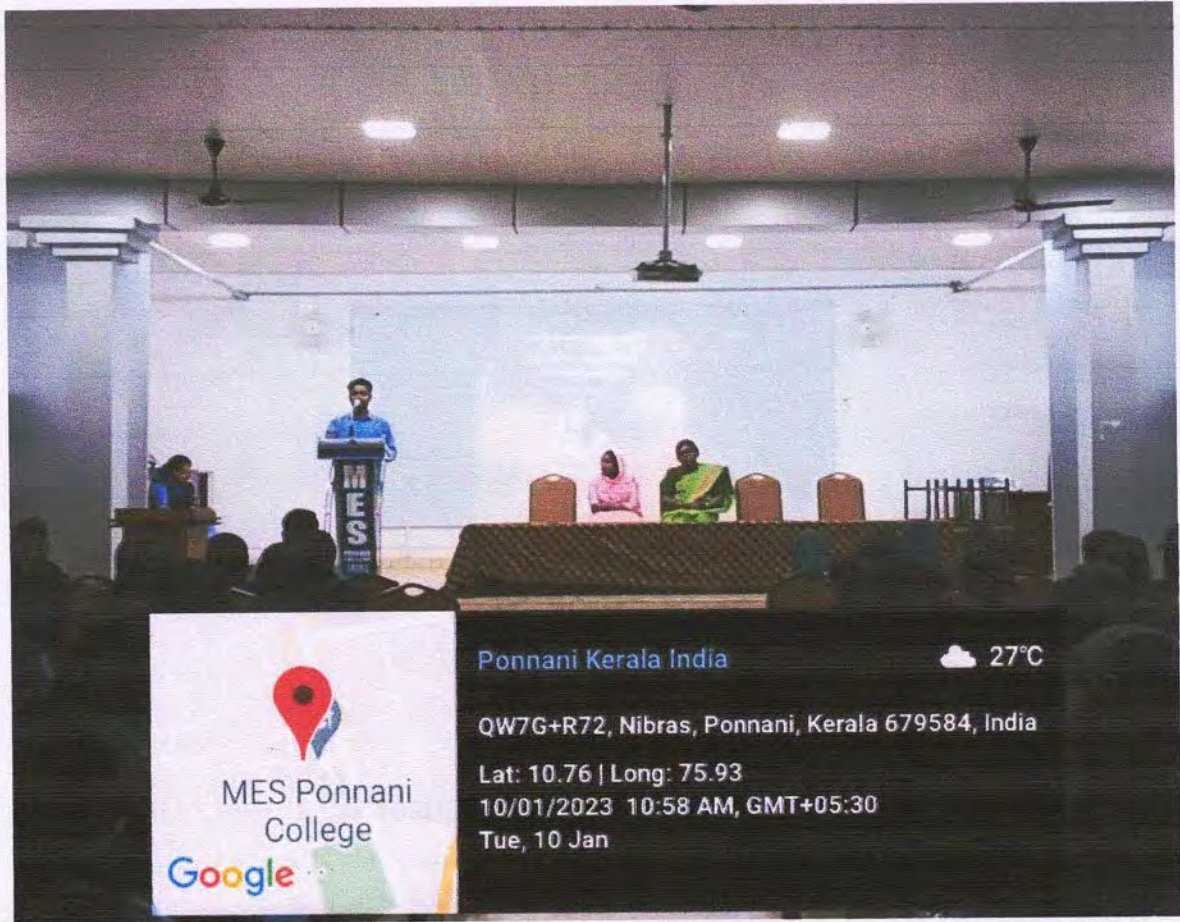 M
E
S
Ponnani Kerala India
27°C
QW7G+R72, Nibras, Ponnani, Kerala 679584, India
Lat: 10.76 | Long: 75.93
10/01/2023 10:58 AM, GMT+05:30
Tue, 10 Jan
MES Ponnani
College
Google